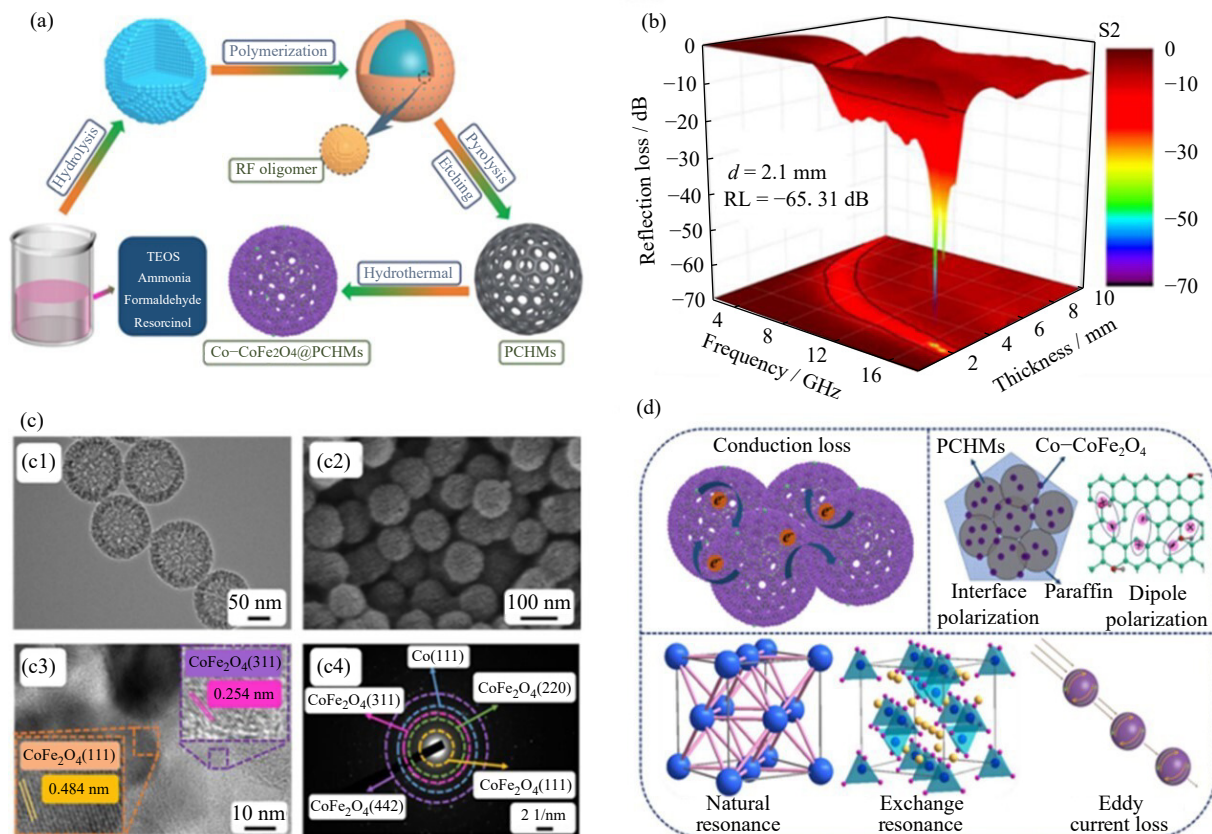 (a)
Polymerization
Hydrolysis
RF oligomer
Pyrolysis
Etching
TEOS
Ammonia
Formaldehyde
Resorcinol
Hydrothermal
Co−CoFe2O4@PCHMs
PCHMs
(b)
S2
0
−10
−20
−30
−40
−50
−60
−70
Reflection loss / dB
d = 2.1 mm
RL = −65. 31 dB
4
8
12
16
Frequency / GHz
2
4
6
8
10
Thickness / mm
0
−10
−30
−50
−70
(c)
(c1)
50 nm
(c2)
100 nm
(c3)
CoFe₂O₄(311)
0.254 nm
CoFe₂O₄(111)
0.484 nm
10 nm
(c4)
Co(111)
CoFe₂O₄(311)
CoFe₂O₄(220)
CoFe₂O₄(111)
CoFe₂O₄(442)
2 1/nm
(d)
Conduction loss
e⁻
e⁻
e⁻
e⁻
PCHMs
Co−CoFe₂O₄
Interface
polarization
Paraffin
Dipole
polarization
Natural
resonance
Exchange
resonance
Eddy
current loss